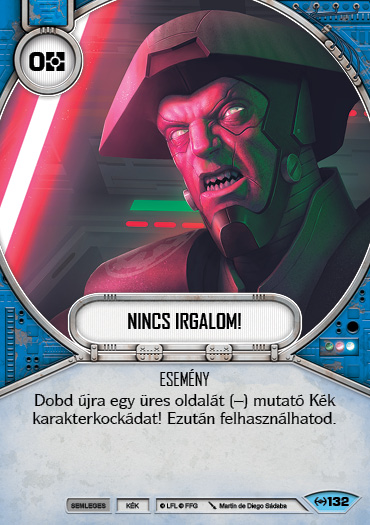 0
NINCS IRGALOM!
ESEMÉNY
Dobd újra egy üres oldalát (–) mutató Kék
karakterkockádat! Ezután felhasználhatod.
SEMLEGES KÉK © LFL © FFG Martin de Diego Sádaba 132